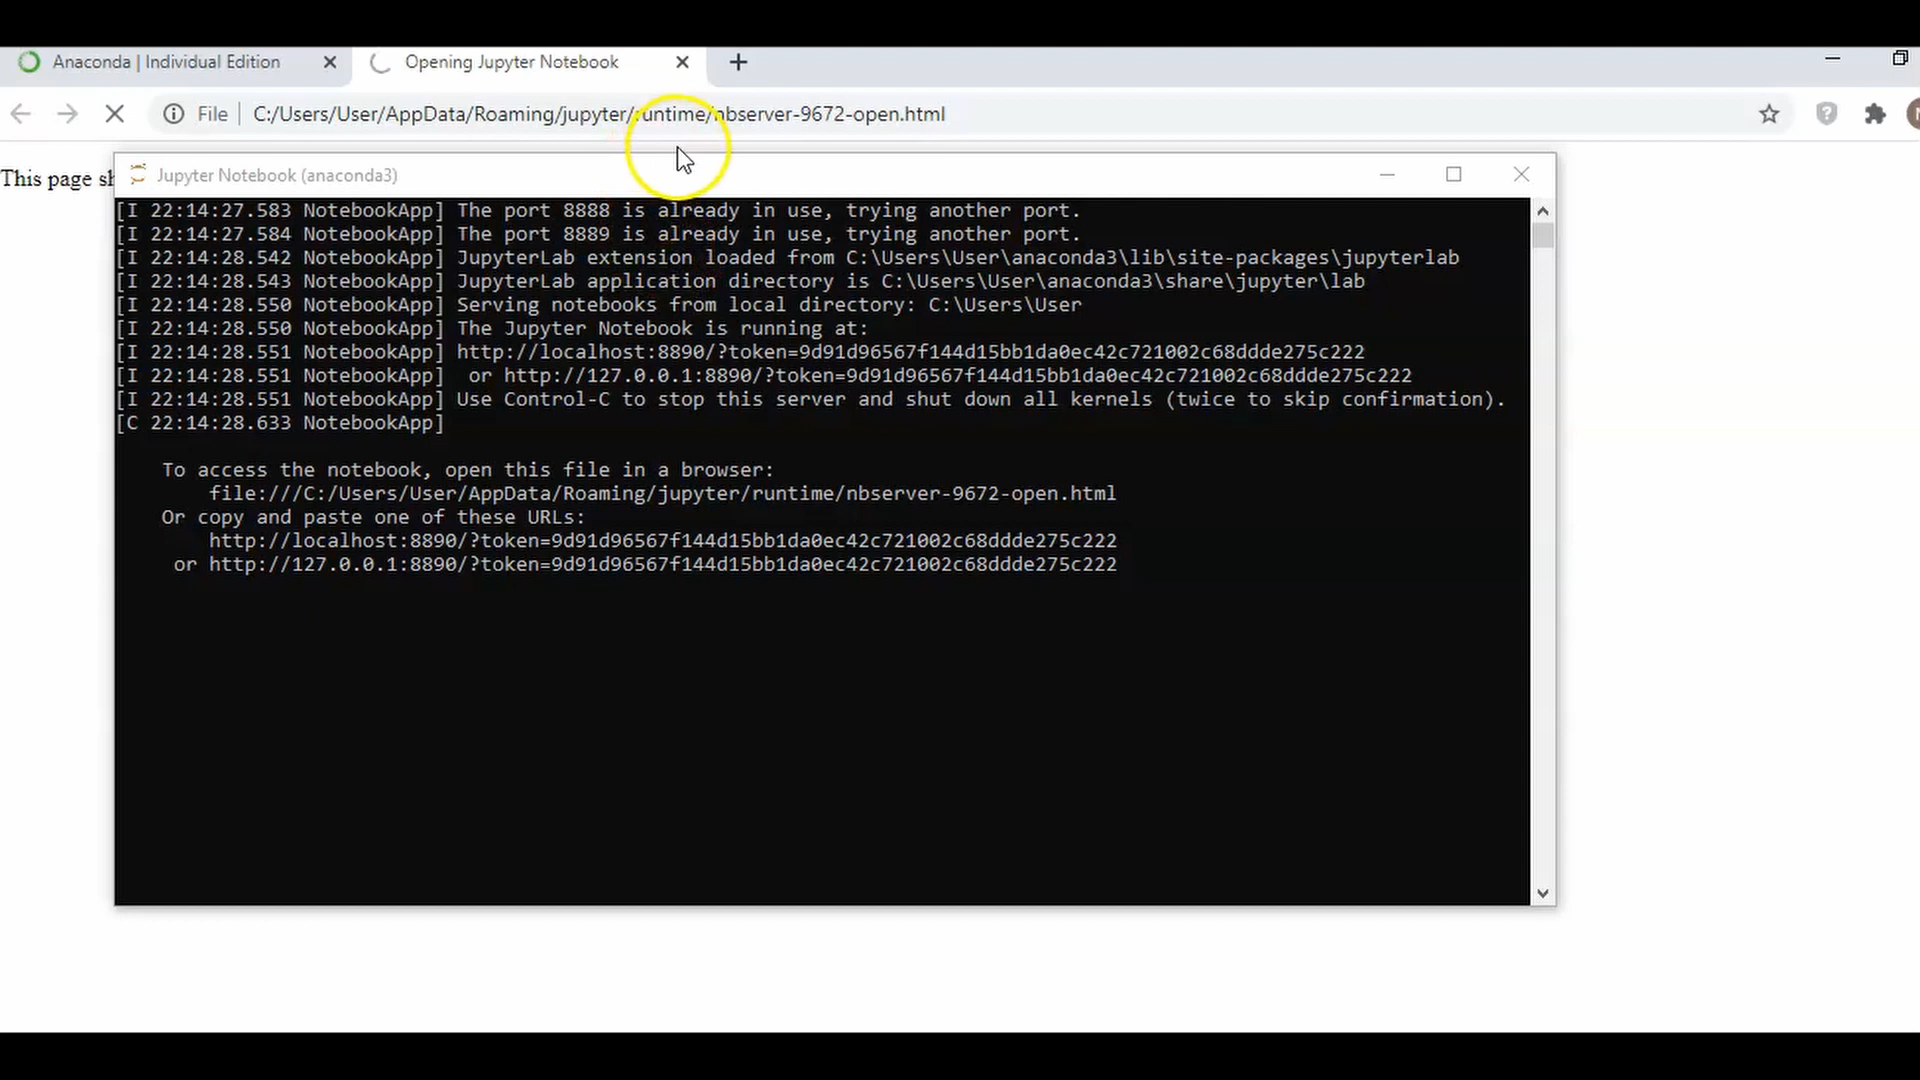 Anaconda | Individual Edition
Opening Jupyter Notebook
File C:/Users/User/AppData/Roaming/jupyter/runtime/nbserver-9672-open.html
This page sh
Jupyter Notebook (anaconda3)
[I 22:14:27.583 NotebookApp] The port 8888 is already in use, trying another port.
[I 22:14:27.584 NotebookApp] The port 8889 is already in use, trying another port.
[I 22:14:28.542 NotebookApp] JupyterLab extension loaded from C:\Users\User\anaconda3\lib\site-packages\jupyterlab
[I 22:14:28.543 NotebookApp] JupyterLab application directory is C:\Users\User\anaconda3\share\jupyter\lab
[I 22:14:28.550 NotebookApp] Serving notebooks from local directory: C:\Users\User
[I 22:14:28.550 NotebookApp] The Jupyter Notebook is running at:
[I 22:14:28.551 NotebookApp] http://localhost:8890/?token=9d91d96567f144d15bb1da0ec42c721002c68ddde275c222
[I 22:14:28.551 NotebookApp]  or http://127.0.0.1:8890/?token=9d91d96567f144d15bb1da0ec42c721002c68ddde275c222
[I 22:14:28.551 NotebookApp] Use Control-C to stop this server and shut down all kernels (twice to skip confirmation).
[C 22:14:28.633 NotebookApp]
To access the notebook, open this file in a browser:
file:///C:/Users/User/AppData/Roaming/jupyter/runtime/nbserver-9672-open.html
Or copy and paste one of these URLs:
http://localhost:8890/?token=9d91d96567f144d15bb1da0ec42c721002c68ddde275c222
or http://127.0.0.1:8890/?token=9d91d96567f144d15bb1da0ec42c721002c68ddde275c222